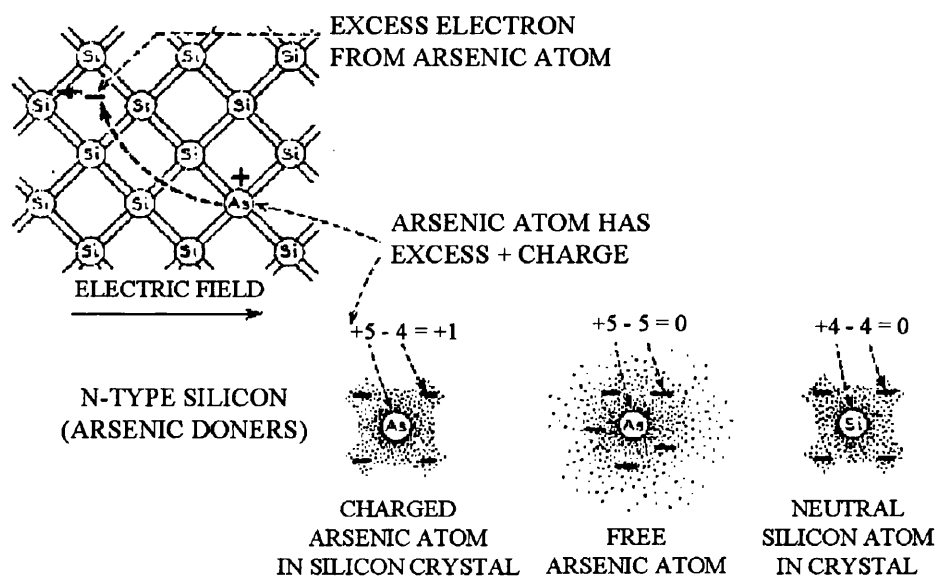 EXCESS ELECTRON
FROM ARSENIC ATOM
Si Si Si
Si Si Si
Si Si Si
Si Si As
+
Si Si Si
ARSENIC ATOM HAS
EXCESS + CHARGE
ELECTRIC FIELD
+5 - 4 = +1
+5 - 5 = 0
+4 - 4 = 0
N-TYPE SILICON
(ARSENIC DONERS)
As
As
Si
CHARGED
ARSENIC ATOM
IN SILICON CRYSTAL
FREE
ARSENIC ATOM
NEUTRAL
SILICON ATOM
IN CRYSTAL